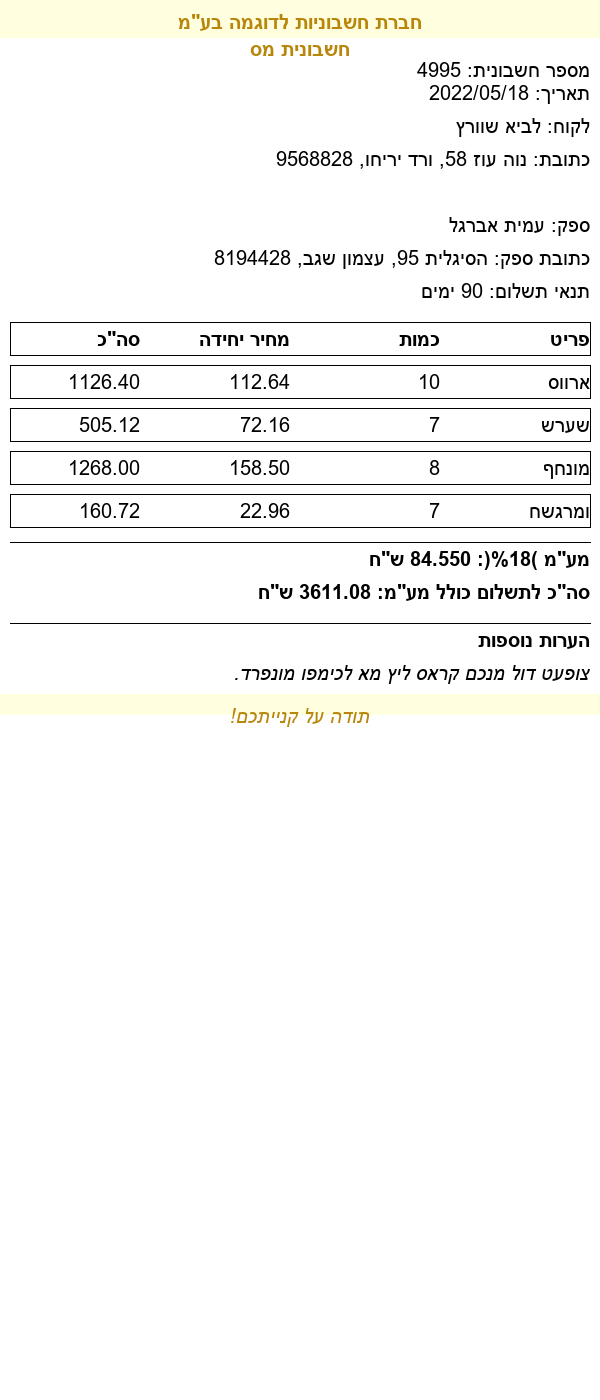 חברת חשבוניות לדוגמה בע"מ
חשבונית מס
מספר חשבונית: 4995
תאריך: 2022/05/18
לקוח: לביא שוורץ
כתובת: נוה עוז 58, ורד יריחו, 9568828
ספק: עמית אברגל
כתובת ספק: הסיגלית 95, עצמון שגב, 8194428
תנאי תשלום: 90 ימים
פריט כמות מחיר יחידה סה"כ
ארווס 10 112.64 1126.40
שערש 7 72.16 505.12
מונחף 8 158.50 1268.00
ומרגשח 7 22.96 160.72
מע"מ )18%(: 84.550 ש"ח
סה"כ לתשלום כולל מע"מ: 3611.08 ש"ח
הערות נוספות
צופעט דול מנכם קראס ליץ מא לכימפו מונפרד.
תודה על קנייתכם!